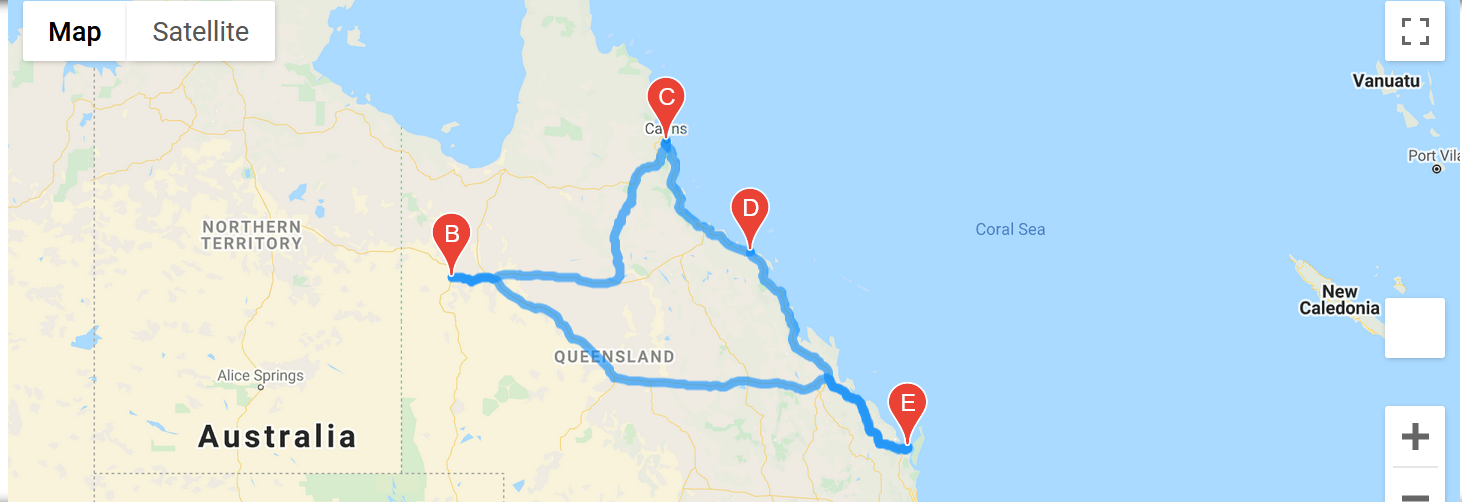 Map
Satellite
C
Vanuatu
Cairns
Port Vila
D
NORTHERN
TERRITORY
B
Coral Sea
New
Caledonia
QUEENSLAND
Alice Springs
E
Australia